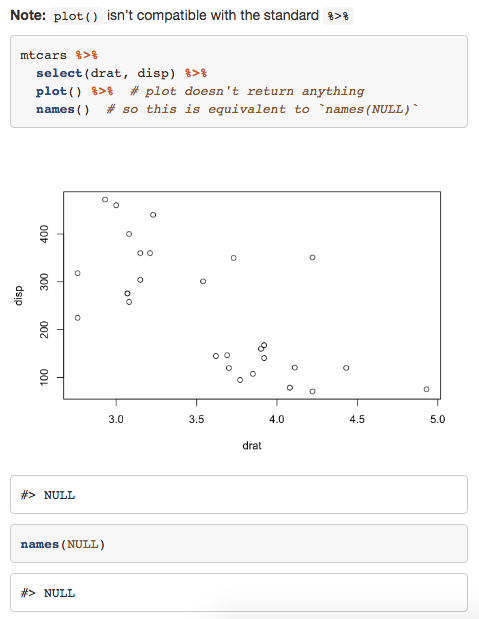 Note: plot() isn't compatible with the standard %>%
mtcars %>%
  select(drat, disp) %>%
  plot() %>%  # plot doesn't return anything
  names()  # so this is equivalent to `names(NULL)`
disp
400
300
200
100
3.0 3.5 4.0 4.5 5.0
drat
#> NULL
names(NULL)
#> NULL